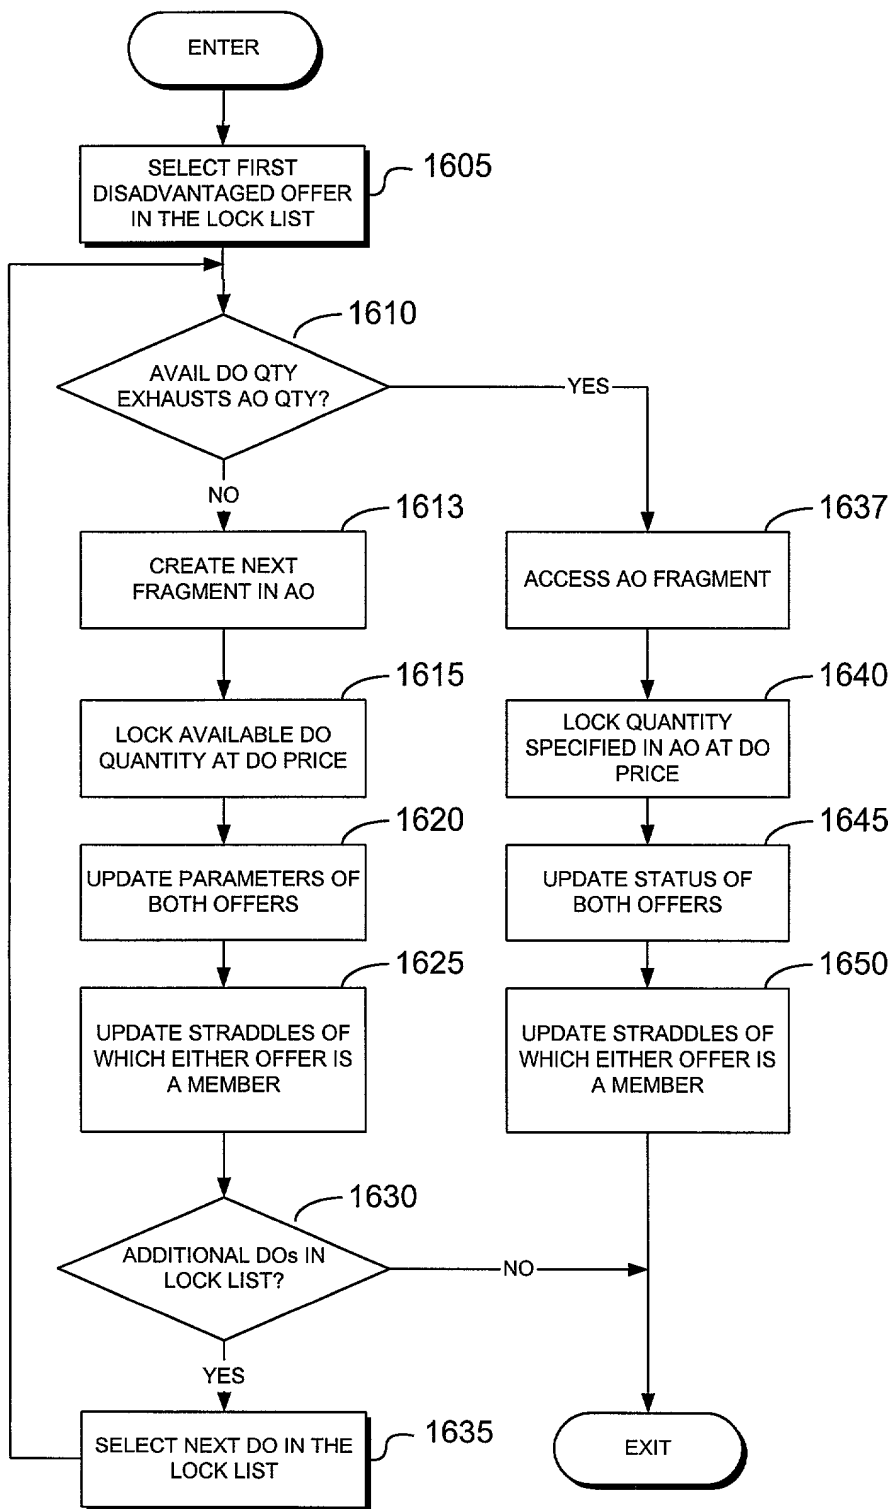 ENTER
SELECT FIRST
DISADVANTAGED OFFER
IN THE LOCK LIST
1605
1610
AVAIL DO QTY
EXHAUSTS AO QTY?
YES
NO
1613
CREATE NEXT
FRAGMENT IN AO
1637
ACCESS AO FRAGMENT
1615
LOCK AVAILABLE DO
QUANTITY AT DO PRICE
1640
LOCK QUANTITY
SPECIFIED IN AO AT DO
PRICE
1620
UPDATE PARAMETERS OF
BOTH OFFERS
1645
UPDATE STATUS OF
BOTH OFFERS
1625
UPDATE STRADDLES OF
WHICH EITHER OFFER IS
A MEMBER
1650
UPDATE STRADDLES OF
WHICH EITHER OFFER IS
A MEMBER
1630
ADDITIONAL DOs IN
LOCK LIST?
NO
YES
SELECT NEXT DO IN THE
LOCK LIST
1635
EXIT